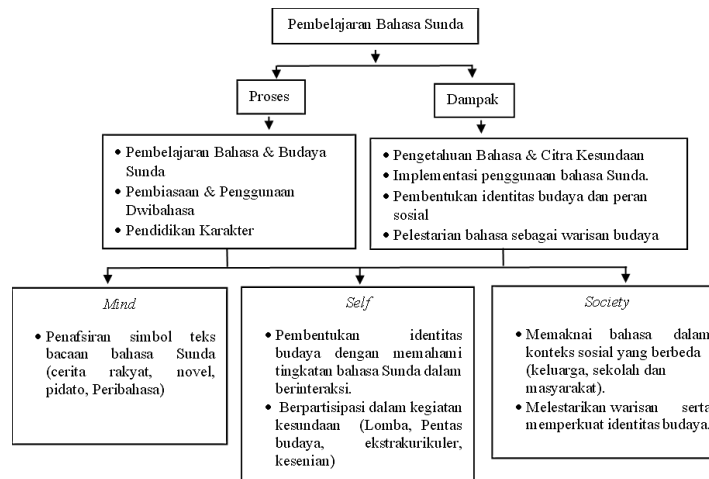 Pembelajaran Bahasa Sunda
Proses
Dampak
• Pembelajaran Bahasa & Budaya
Sunda
• Pembiasaan & Penggunaan
Dwibahasa
• Pendidikan Karakter
• Pengetahuan Bahasa & Citra Kesundaan
• Implementasi penggunaan bahasa Sunda.
• Pembentukan identitas budaya dan peran
sosial
• Pelestarian bahasa sebagai warisan budaya
Mind
• Penafsiran simbol teks
bacaan bahasa Sunda
(cerita rakyat, novel,
pidato, Peribahasa)
Self
• Pembentukan identitas
budaya dengan memahami
tingkatan bahasa Sunda dalam
berinteraksi.
• Berpartisipasi dalam kegiatan
kesundaan (Lomba, Pentas
budaya, ekstrakurikuler,
kesenian)
Society
• Memaknai bahasa dalam
konteks sosial yang berbeda
(keluarga, sekolah dan
masyarakat).
• Melestarikan warisan serta
memperkuat identitas budaya.